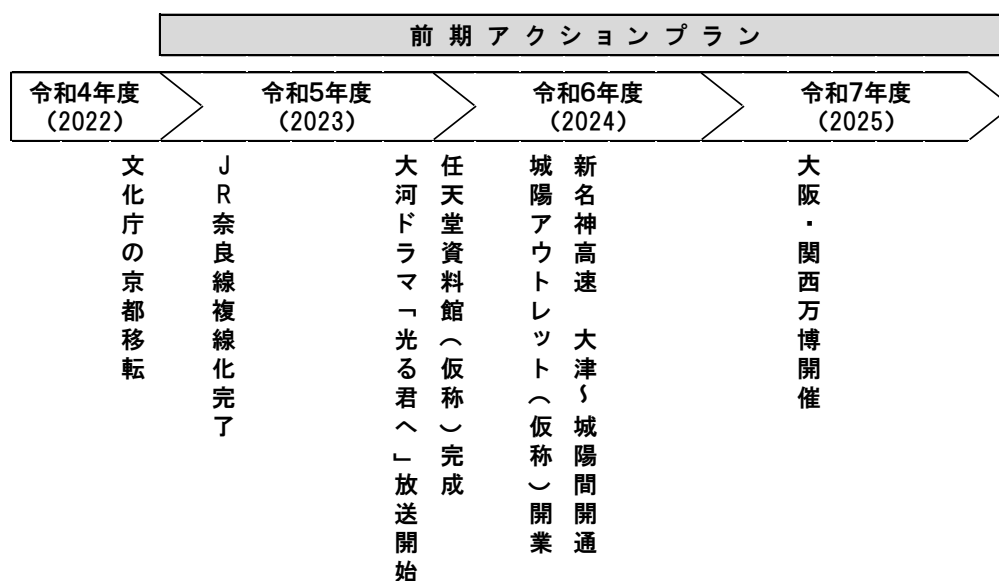 前期アクションプラン
令和4年度
（2022）
令和5年度
（2023）
令和6年度
（2024）
令和7年度
（2025）
文化庁の京都移転
ＪＲ奈良線複線化完了
大河ドラマ「光る君へ」放送開始
任天堂資料館（仮称）完成
城陽アウトレット（仮称）開業
新名神高速　大津～城陽間開通
大阪・関西万博開催